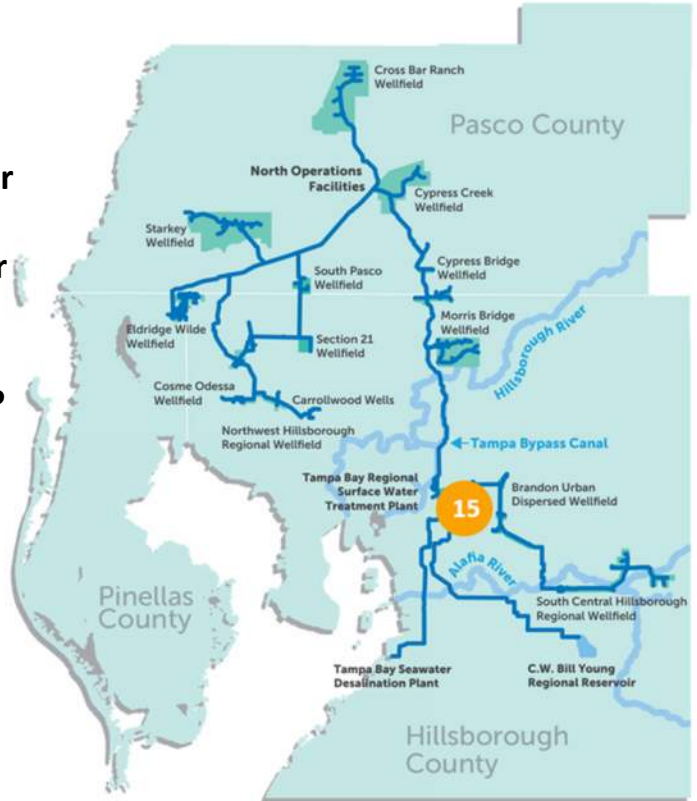 r
r
Cross Bar Ranch
Wellfield
Pasco County
North Operations
Facilities
Cypress Creek
Wellfield
Starkey
Wellfield
South Pasco
Wellfield
Cypress Bridge
Wellfield
Eldridge Wilde
Wellfield
Section 21
Wellfield
Morris Bridge
Wellfield
Hillsborough River
Cosme Odessa
Wellfield
Carrollwood Wells
Northwest Hillsborough
Regional Wellfield
Tampa Bypass Canal
Tampa Bay Regional
Surface Water
Treatment Plant
15
Brandon Urban
Dispersed Wellfield
Alafia River
Pinellas
County
South Central Hillsborough
Regional Wellfield
Tampa Bay Seawater
Desalination Plant
C.W. Bill Young
Regional Reservoir
Hillsborough
County